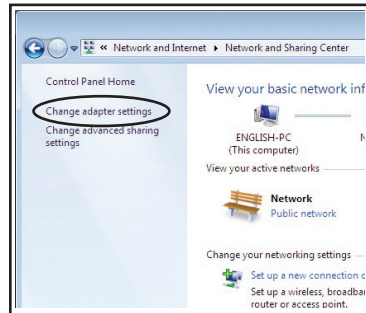 « Network and Internet ▸ Network and Sharing Center
Control Panel Home
Change adapter settings
Change advanced sharing
settings
View your basic network inf
ENGLISH-PC
(This computer)
View your active networks
Network
Public network
Change your networking settings
Set up a new connection o
Set up a wireless, broadba
router or access point.